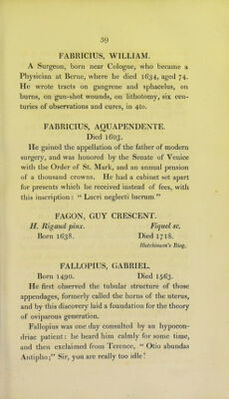 39
FABRICIUS, WILLIAM.
A Surgeon, born near Cologne, who became a
Physician at Berne, where he died 1634, aged 74.
He wrote tracts on gangrene and sphacelus, on
burns, on gun-shot wounds, on lithotomy, six cen-
turies of observations and cures, in 4to.
FABRICIUS, AQUAPENDENTE.
Died 1603.
He gained the appellation of the father of modern
surgery, and was honored by the Senate of Venice
with the Order of St. Mark, and an annual pension
of a thousand crowns. He had a cabinet set apart
for presents which he received instead of fees, with
this inscription: “ Lucri neglecti lucrum.”
FAGON, GUY CRESCENT.
H. Rigaud pinx. Fiquel sc.
Born 1638. Died 1718.
Hutchinson's Biog.
FALLOPIUS, GABRIEL.
Born 1490. Died 1563.
He first observed the tubular structure of those
appendages, formerly called the horns of the uterus,
and by this discovery laid a foundation for the theory
of oviparous generation.
Fallopius was one day consulted by an hypocon-
driac patient: he heard him calmly for some time,
and then exclaimed from Terence, “ Otio abundas
Antipho;” Sir, you are really too idle!